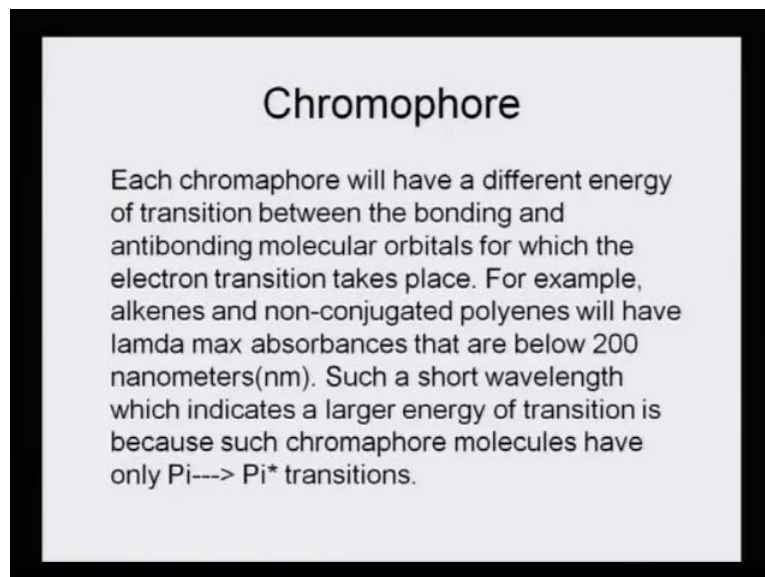 Chromophore
Each chromaphore will have a different energy
of transition between the bonding and
antibonding molecular orbitals for which the
electron transition takes place. For example,
alkenes and non-conjugated polyenes will have
lamda max absorbances that are below 200
nanometers(nm). Such a short wavelength
which indicates a larger energy of transition is
because such chromaphore molecules have
only Pi---> Pi* transitions.